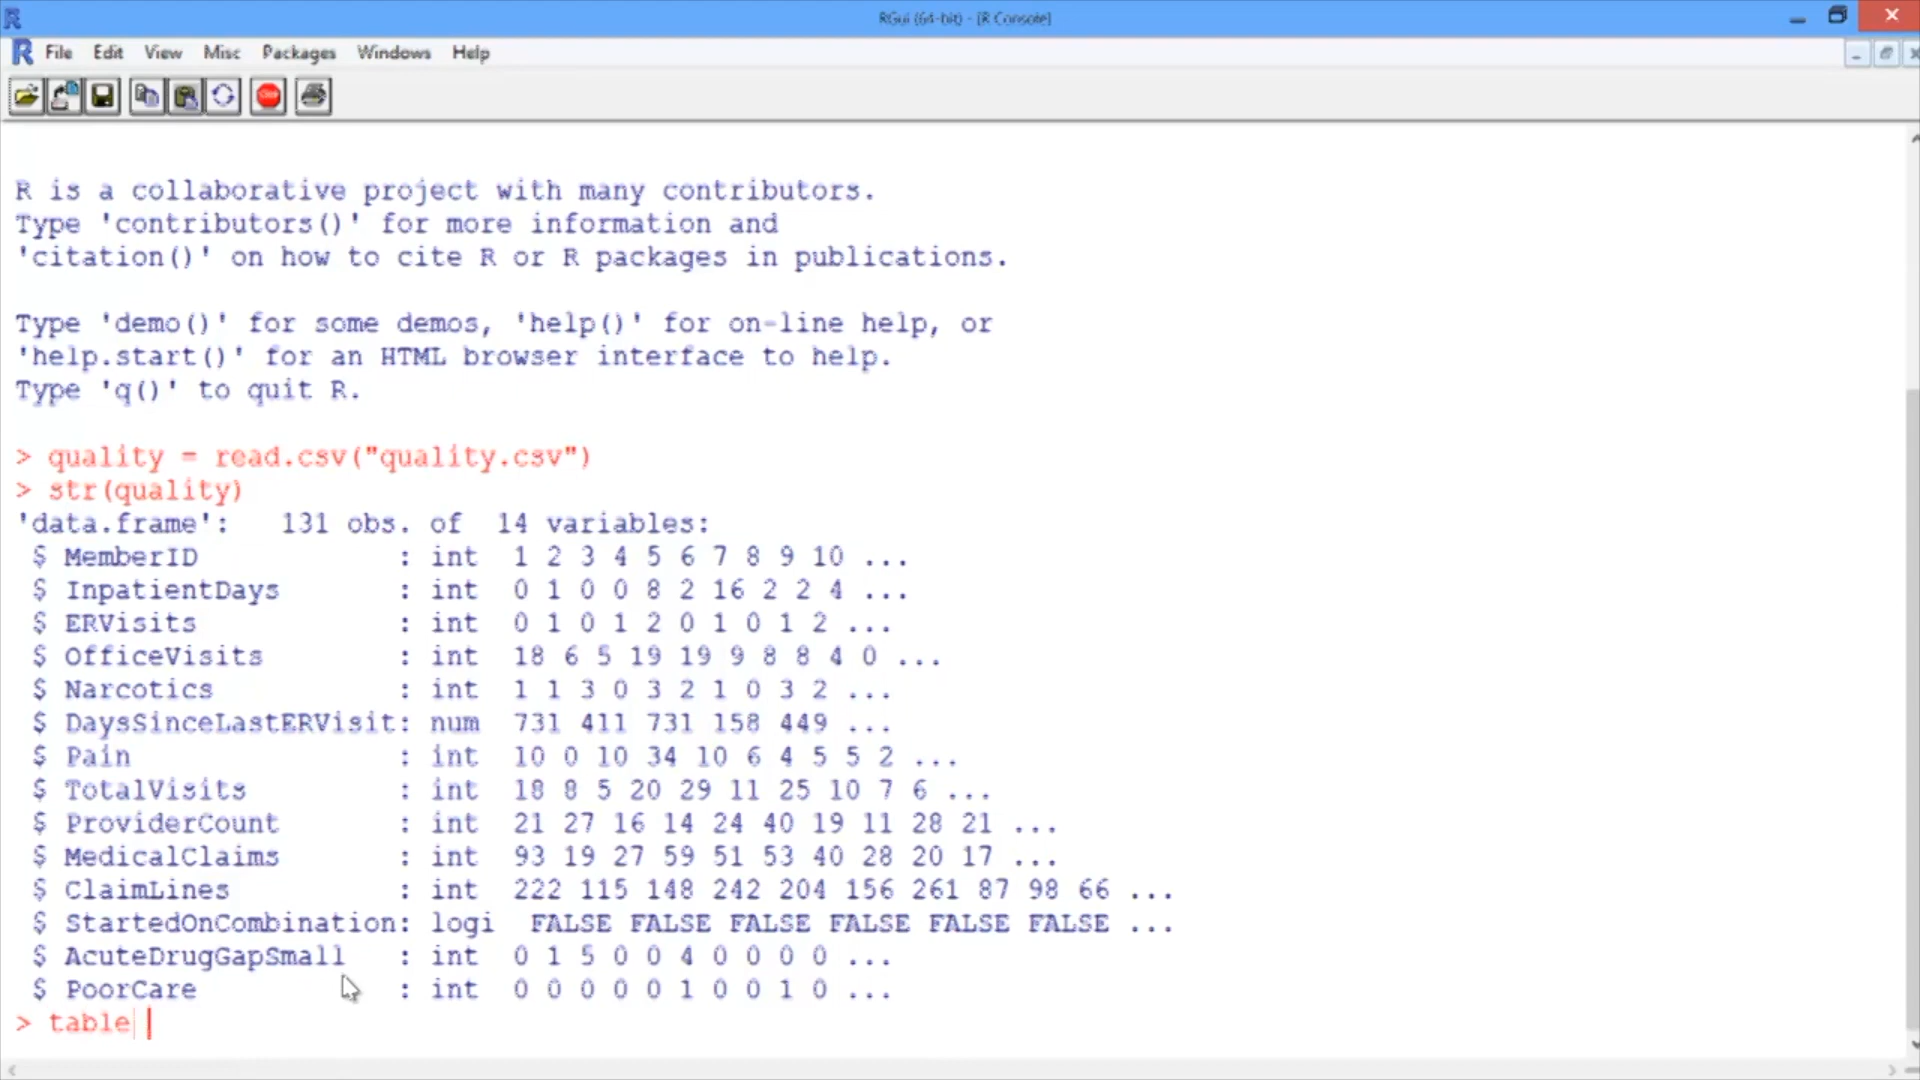 RGui (64-bit) - [R Console]
File Edit View Misc Packages Windows Help
R is a collaborative project with many contributors.
Type 'contributors()' for more information and
'citation()' on how to cite R or R packages in publications.
Type 'demo()' for some demos, 'help()' for on-line help, or
'help.start()' for an HTML browser interface to help.
Type 'q()' to quit R.
> quality = read.csv("quality.csv")
> str(quality)
'data.frame':   131 obs. of  14 variables:
 $ MemberID            : int  1 2 3 4 5 6 7 8 9 10 ...
 $ InpatientDays       : int  0 1 0 0 8 2 16 2 2 4 ...
 $ ERVisits            : int  0 1 0 1 2 0 1 0 1 2 ...
 $ OfficeVisits        : int  18 6 5 19 19 9 8 8 4 0 ...
 $ Narcotics           : int  1 1 3 0 3 2 1 0 3 2 ...
 $ DaysSinceLastERVisit: num  731 411 731 158 449 ...
 $ Pain                : int  10 0 10 34 10 6 4 5 5 2 ...
 $ TotalVisits         : int  18 8 5 20 29 11 25 10 7 6 ...
 $ ProviderCount       : int  21 27 16 14 24 40 19 11 28 21 ...
 $ MedicalClaims       : int  93 19 27 59 51 53 40 28 20 17 ...
 $ ClaimLines          : int  222 115 148 242 204 156 261 87 98 66 ...
 $ StartedOnCombination: logi  FALSE FALSE FALSE FALSE FALSE FALSE ...
 $ AcuteDrugGapSmall   : int  0 1 5 0 0 4 0 0 0 0 ...
 $ PoorCare            : int  0 0 0 0 0 1 0 0 1 0 ...
> table